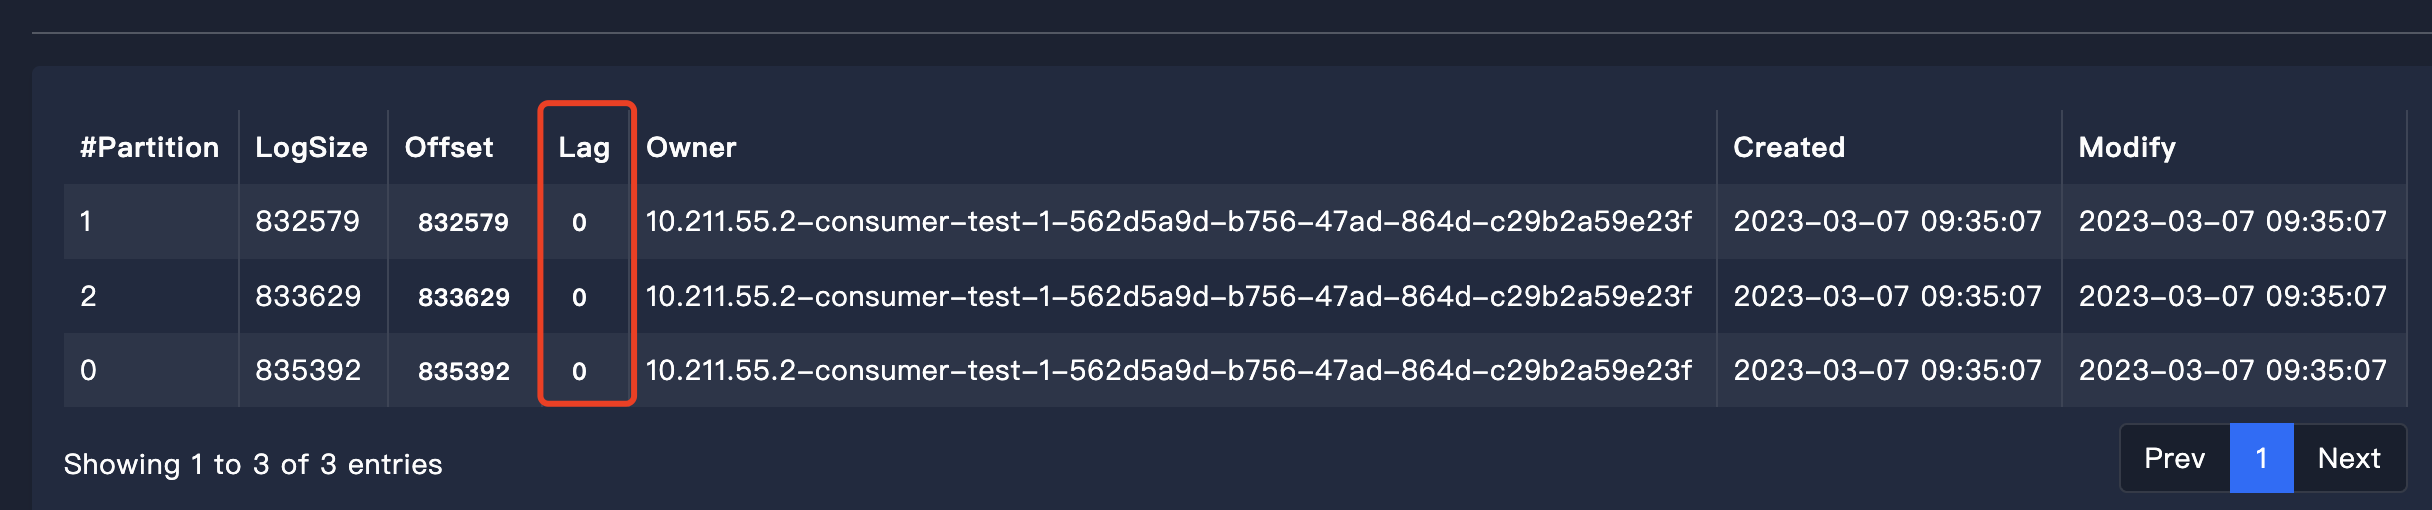 #Partition LogSize Offset Lag Owner Created Modify
1 832579 832579 0 10.211.55.2-consumer-test-1-562d5a9d-b756-47ad-864d-c29b2a59e23f 2023-03-07 09:35:07 2023-03-07 09:35:07
2 833629 833629 0 10.211.55.2-consumer-test-1-562d5a9d-b756-47ad-864d-c29b2a59e23f 2023-03-07 09:35:07 2023-03-07 09:35:07
0 835392 835392 0 10.211.55.2-consumer-test-1-562d5a9d-b756-47ad-864d-c29b2a59e23f 2023-03-07 09:35:07 2023-03-07 09:35:07
Showing 1 to 3 of 3 entries Prev 1 Next